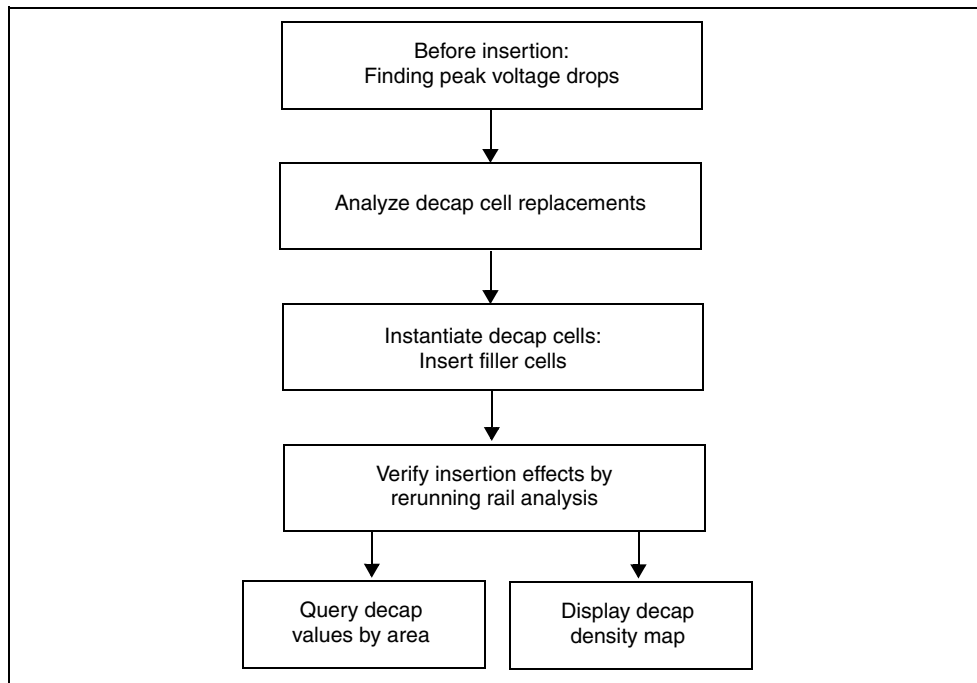 Before insertion:
Finding peak voltage drops
Analyze decap cell replacements
Instantiate decap cells:
Insert filler cells
Verify insertion effects by
rerunning rail analysis
Query decap
values by area
Display decap
density map